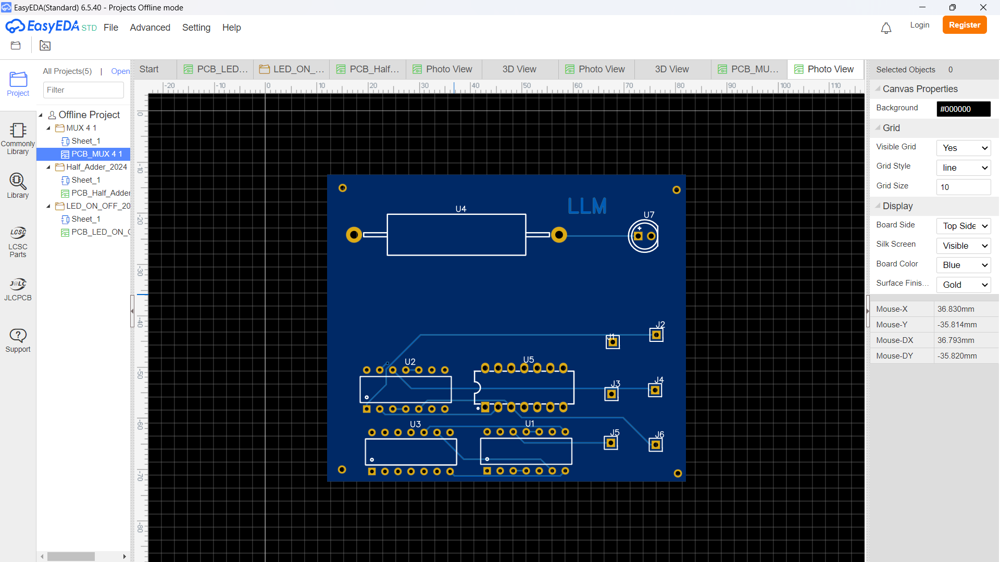 EasyEDA(Standard) 6.5.40 - Projects Offline mode
EasyEDA STD File Advanced Setting Help
Login Register
All Projects(5) | Open
Filter
Project
Commonly
Library
Library
LCSC
LCSC
Parts
J@LC
JLCPCB
Support
Offline Project
MUX 4 1
Sheet_1
PCB_MUX 4 1
Half_Adder_2024
Sheet_1
PCB_Half_Adder
LED_ON_OFF_20
Sheet_1
PCB_LED_ON_
Start PCB_LED... LED_ON_... PCB_Half... Photo View 3D View Photo View 3D View PCB_MU... Photo View
-20 -10 0 10 20 30 40 50 60 70 80 90 100 110
0
-10
-20
-30
-40
-50
-60
-70
-80
LLM
U4
U7
+
J2
J1
U2
U5
J3
J4
U3
U1
J5
J6
Selected Objects 0
Canvas Properties
Background #000000
Grid
Visible Grid Yes
Grid Style line
Grid Size 10
Display
Board Side Top Side
Silk Screen Visible
Board Color Blue
Surface Finis... Gold
Mouse-X 36.830mm
Mouse-Y -35.814mm
Mouse-DX 36.793mm
Mouse-DY -35.820mm